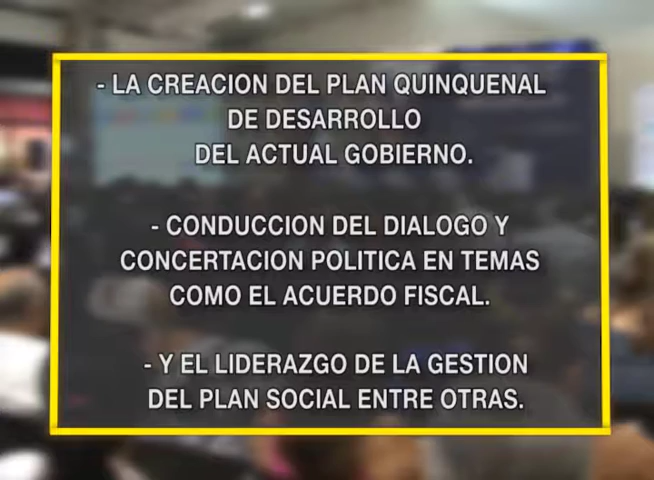 - LA CREACION DEL PLAN QUINQUENAL
DE DESARROLLO
DEL ACTUAL GOBIERNO.
- CONDUCCION DEL DIALOGO Y
CONCERTACION POLITICA EN TEMAS
COMO EL ACUERDO FISCAL.
- Y EL LIDERAZGO DE LA GESTION
DEL PLAN SOCIAL ENTRE OTRAS.